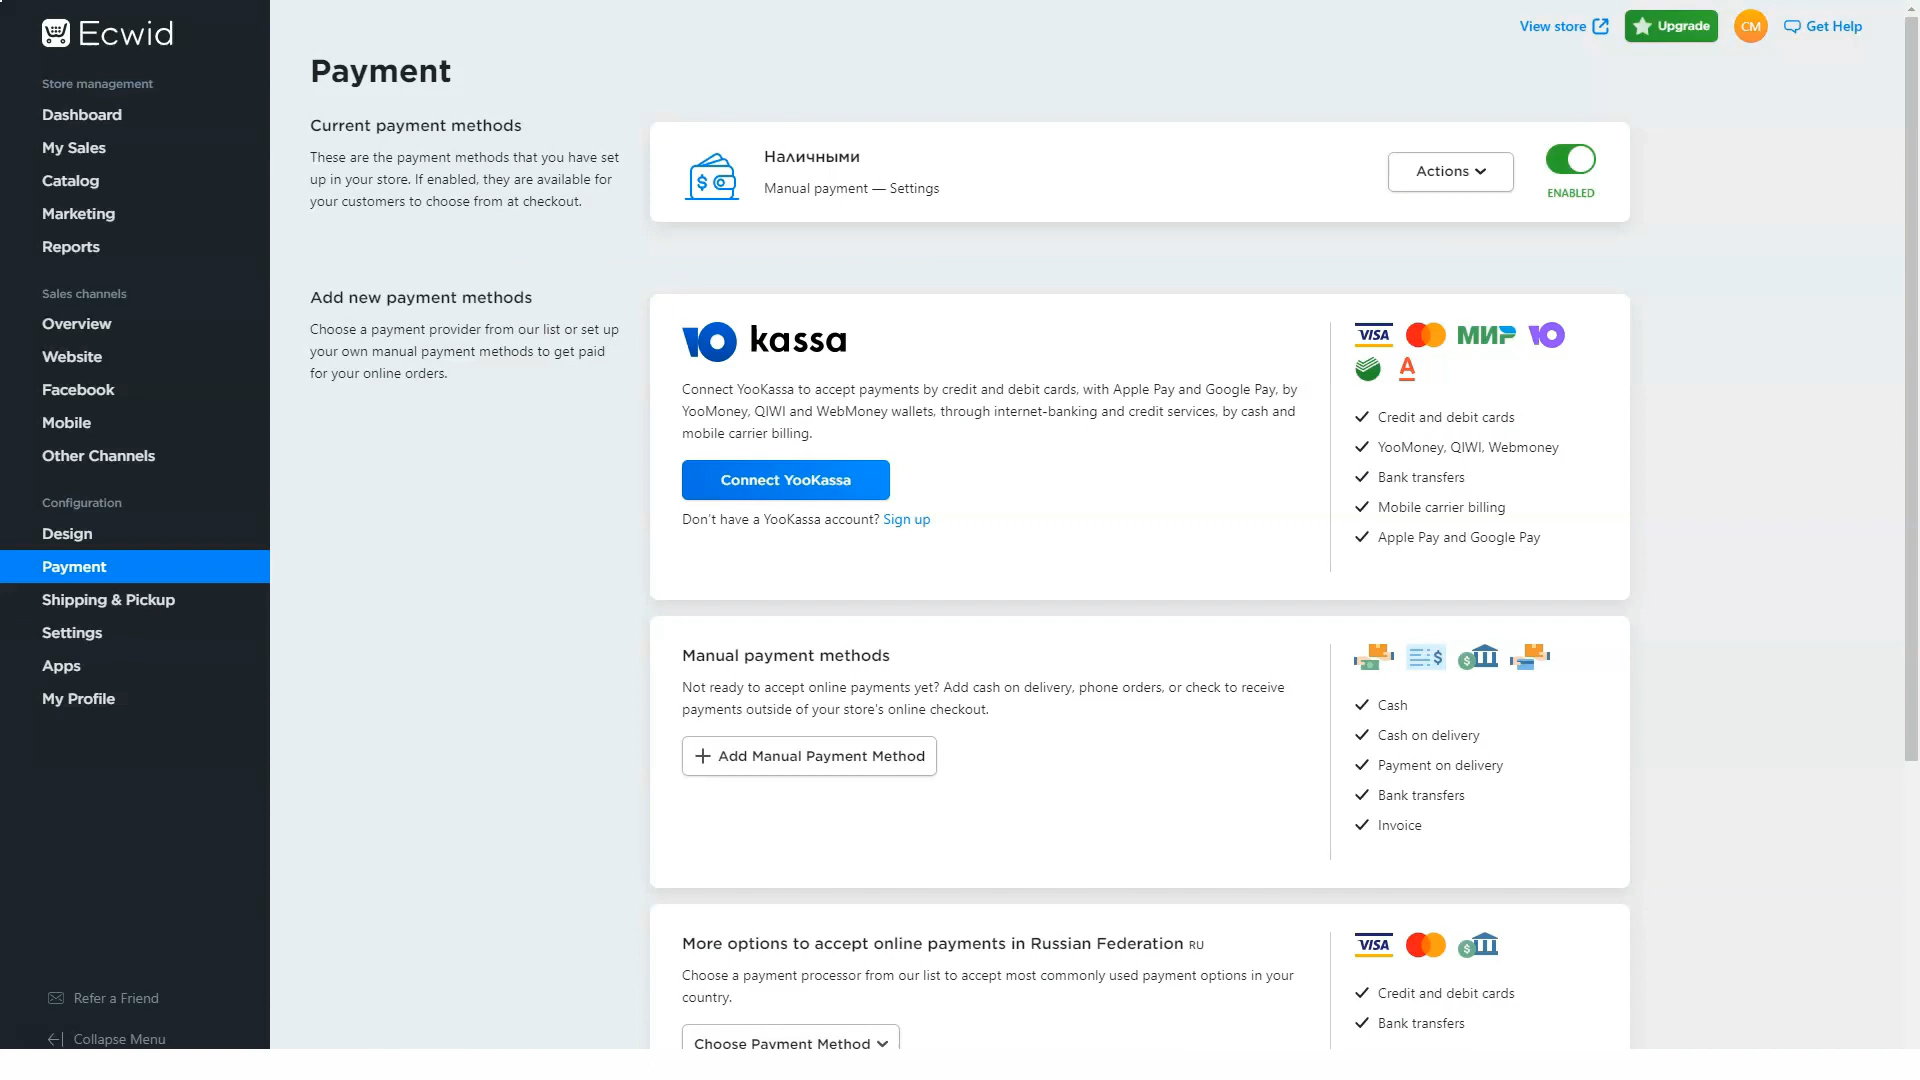 Ecwid
Store management
Dashboard
My Sales
Catalog
Marketing
Reports
Sales channels
Overview
Website
Facebook
Mobile
Other Channels
Configuration
Design
Payment
Shipping & Pickup
Settings
Apps
My Profile
Refer a Friend
Collapse Menu
View store
Upgrade
CM
Get Help
Payment
Current payment methods
These are the payment methods that you have set
up in your store. If enabled, they are available for
your customers to choose from at checkout.
Наличными
Manual payment — Settings
Actions
ENABLED
Add new payment methods
Choose a payment provider from our list or set up
your own manual payment methods to get paid
for your online orders.
Ю kassa
Connect YooKassa to accept payments by credit and debit cards, with Apple Pay and Google Pay, by
YooMoney, QIWI and WebMoney wallets, through internet-banking and credit services, by cash and
mobile carrier billing.
Connect YooKassa
Don't have a YooKassa account? Sign up
VISA МИР Ю
А
Credit and debit cards
YooMoney, QIWI, Webmoney
Bank transfers
Mobile carrier billing
Apple Pay and Google Pay
Manual payment methods
Not ready to accept online payments yet? Add cash on delivery, phone orders, or check to receive
payments outside of your store's online checkout.
Add Manual Payment Method
Cash
Cash on delivery
Payment on delivery
Bank transfers
Invoice
More options to accept online payments in Russian Federation RU
Choose a payment processor from our list to accept most commonly used payment options in your
country.
Choose Payment Method
VISA
Credit and debit cards
Bank transfers